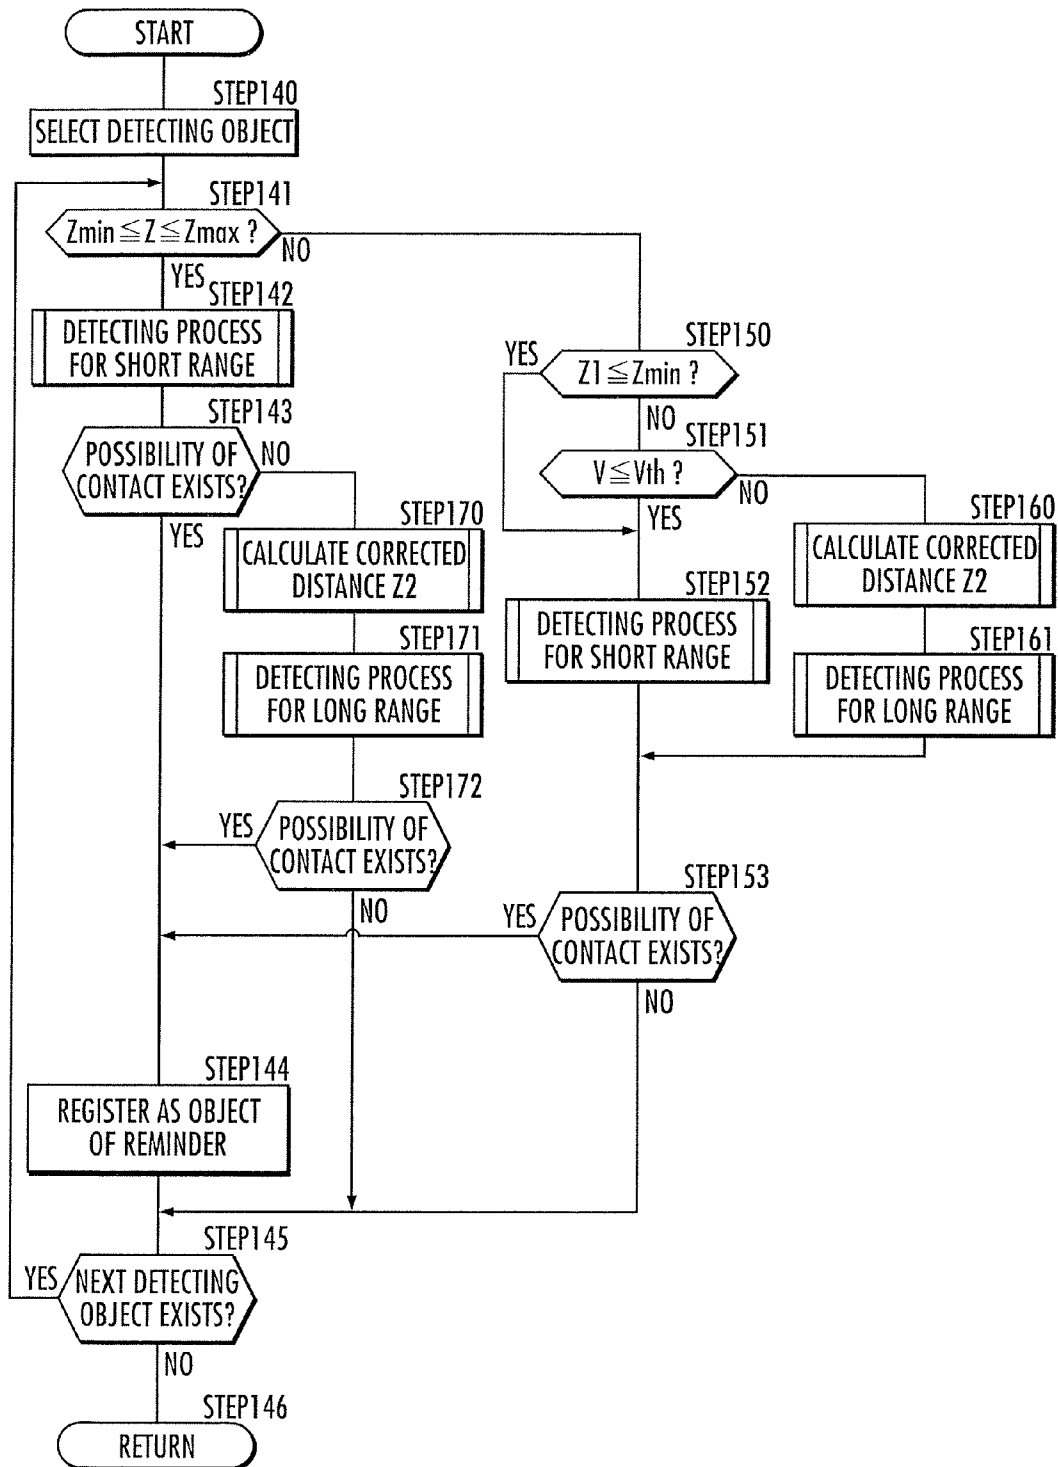 START
STEP140
SELECT DETECTING OBJECT
STEP141
Zmin≦Z≦Zmax ?
NO
YES
STEP142
DETECTING PROCESS
FOR SHORT RANGE
STEP143
POSSIBILITY OF
CONTACT EXISTS?
NO
YES
STEP170
CALCULATE CORRECTED
DISTANCE Z2
STEP171
DETECTING PROCESS
FOR LONG RANGE
STEP172
POSSIBILITY OF
CONTACT EXISTS?
YES
NO
STEP150
Z1≦Zmin ?
YES
NO
STEP151
V≦Vth ?
NO
YES
STEP160
CALCULATE CORRECTED
DISTANCE Z2
STEP152
DETECTING PROCESS
FOR SHORT RANGE
STEP161
DETECTING PROCESS
FOR LONG RANGE
STEP153
POSSIBILITY OF
CONTACT EXISTS?
YES
NO
STEP144
REGISTER AS OBJECT
OF REMINDER
STEP145
NEXT DETECTING
OBJECT EXISTS?
YES
NO
STEP146
RETURN